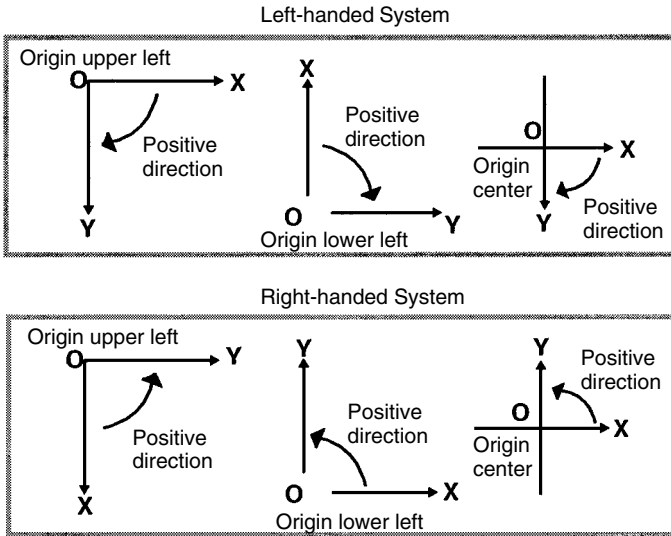 Left-handed System
Origin upper left
O
X
Positive
direction
Y
X
Positive
direction
O
Y
Origin lower left
O
X
Origin
center
Positive
direction
Y
Right-handed System
Origin upper left
O
Y
Positive
direction
X
Y
Positive
direction
O
X
Origin lower left
Y
Positive
direction
O
X
Origin
center